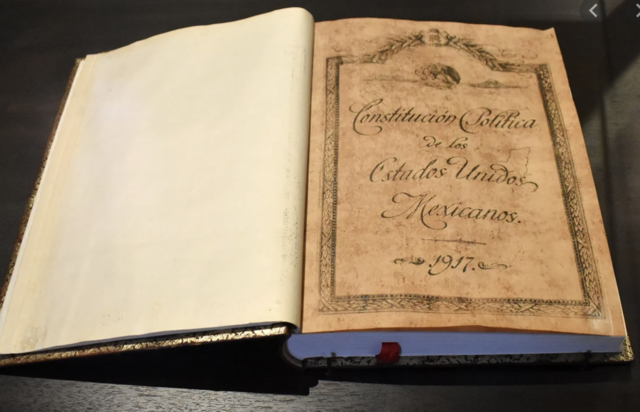 Constitución Política
de los
Estados Unidos
Mexicanos.
1917.